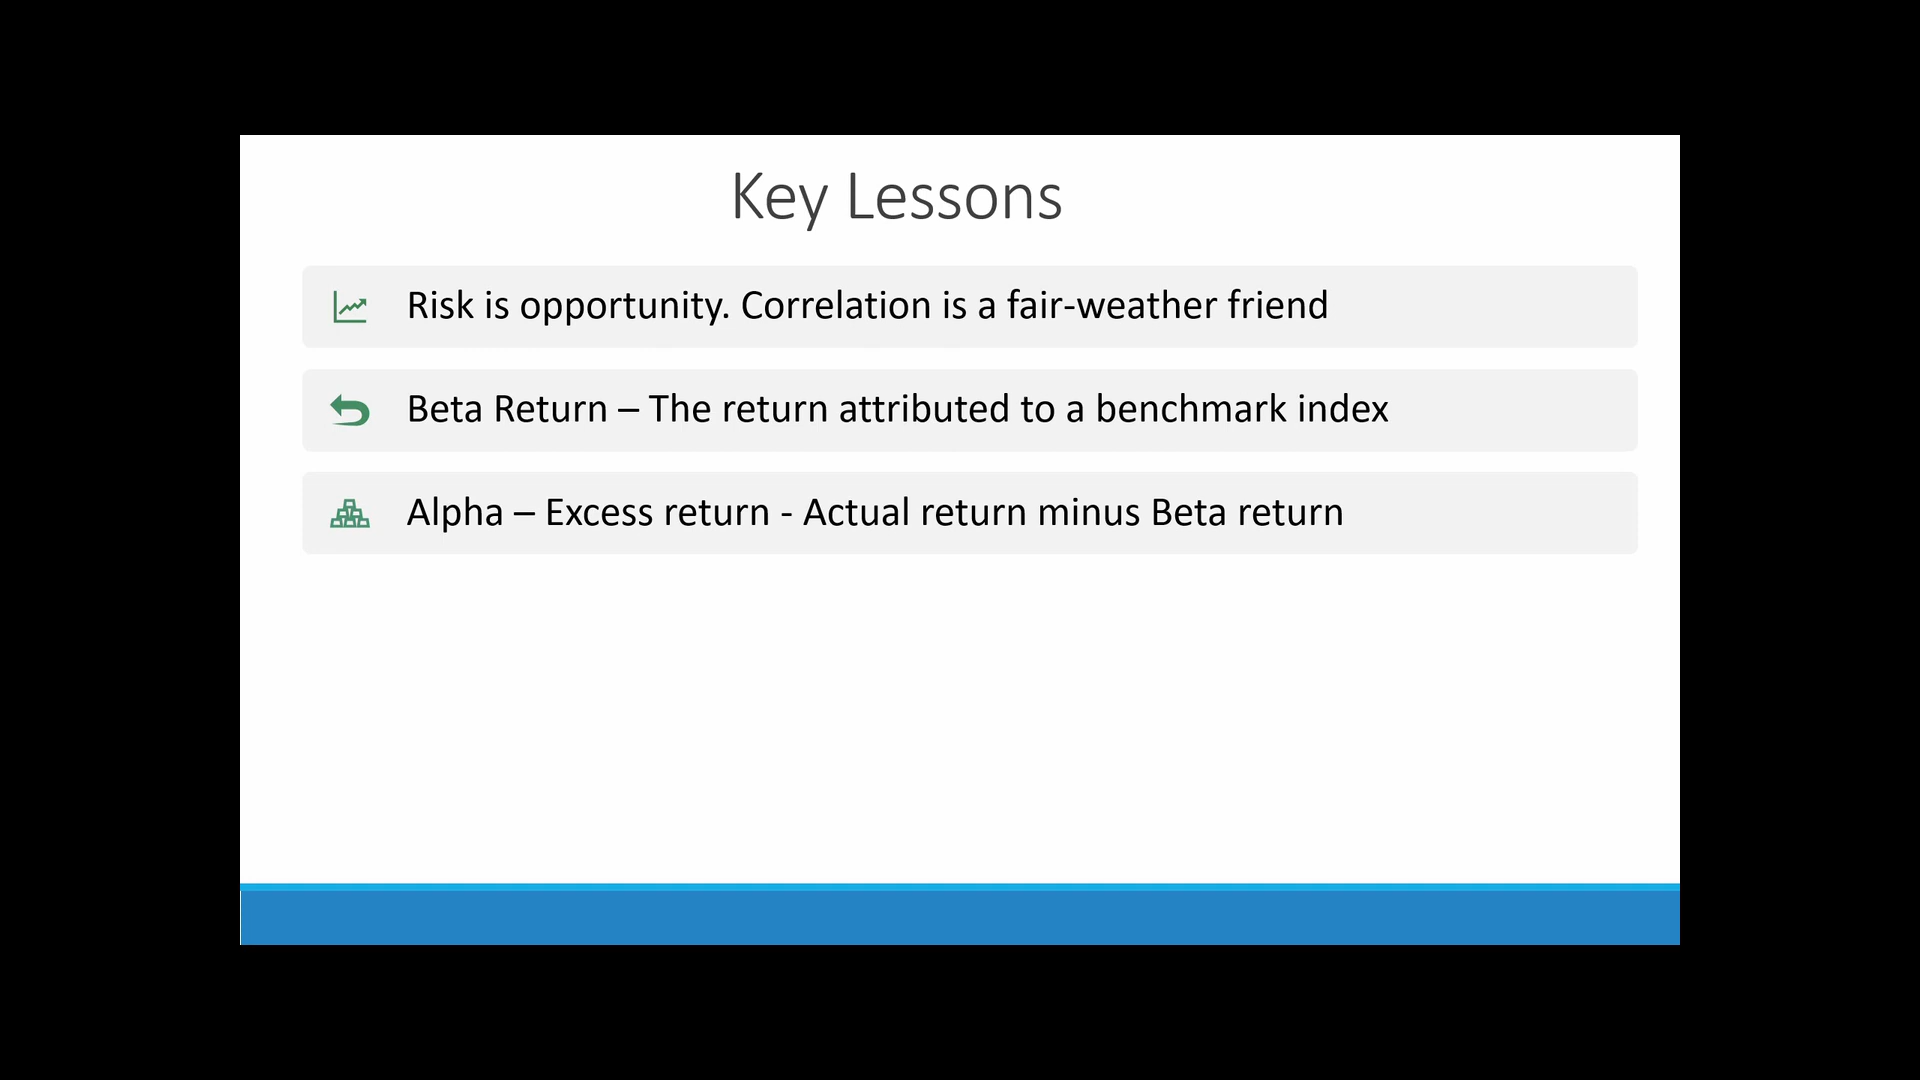 Key Lessons
Risk is opportunity. Correlation is a fair-weather friend
Beta Return – The return attributed to a benchmark index
Alpha – Excess return - Actual return minus Beta return